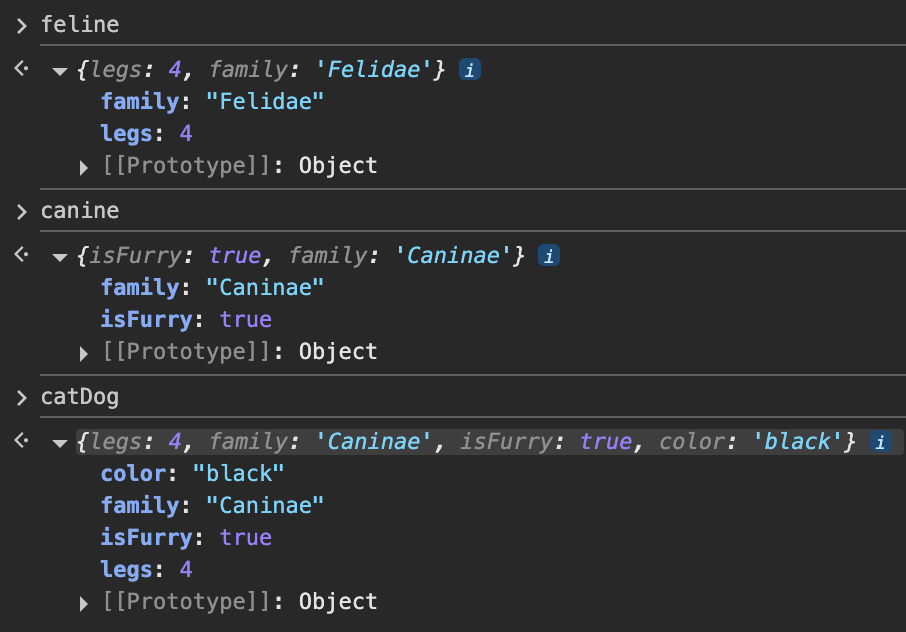 > feline
{legs: 4, family: 'Felidae'} i
family: "Felidae"
legs: 4
[[Prototype]]: Object
> canine
{isFurry: true, family: 'Caninae'} i
family: "Caninae"
isFurry: true
[[Prototype]]: Object
> catDog
{legs: 4, family: 'Caninae', isFurry: true, color: 'black'} i
color: "black"
family: "Caninae"
isFurry: true
legs: 4
[[Prototype]]: Object